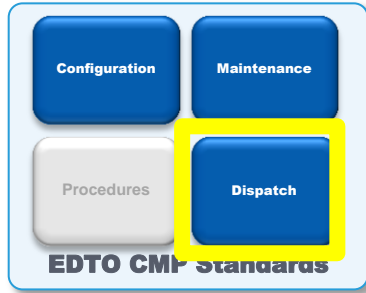 Configuration
Maintenance
Procedures
Dispatch
EDTO CMP Standards